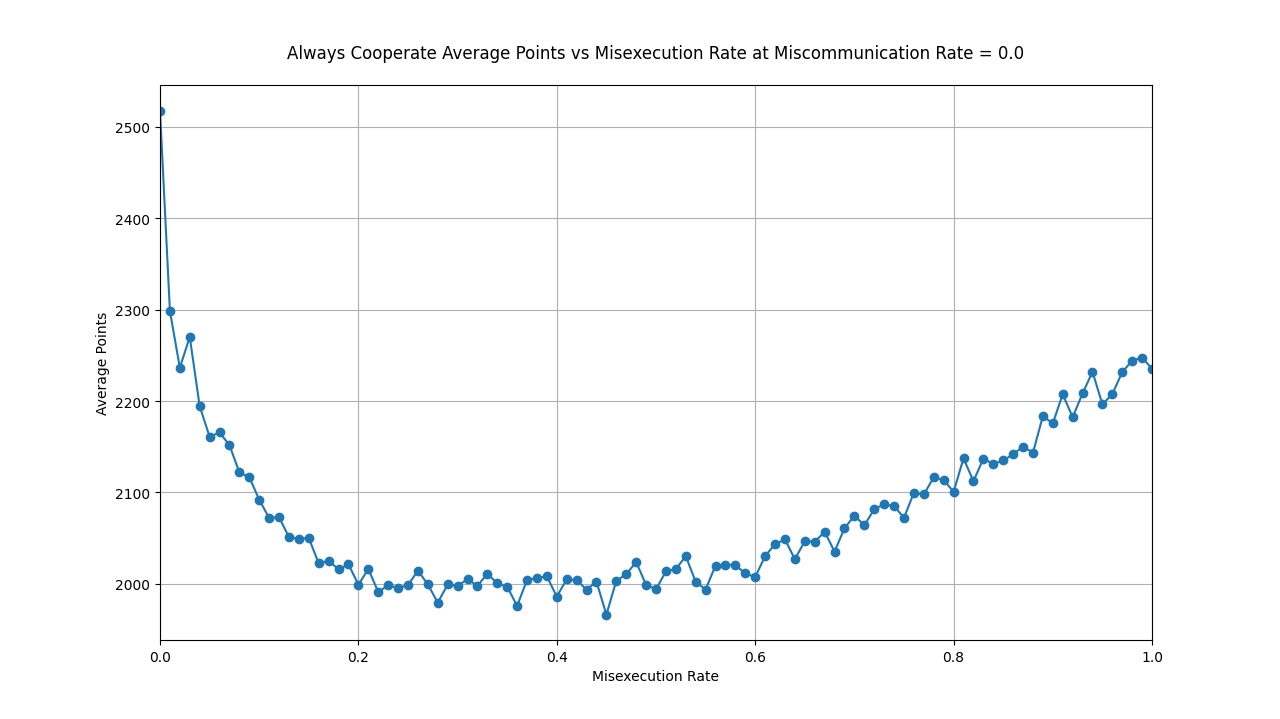 Always Cooperate Average Points vs Misexecution Rate at Miscommunication Rate = 0.0
2500
2400
2300
2200
2100
2000
Average Points
0.0 0.2 0.4 0.6 0.8 1.0
Misexecution Rate